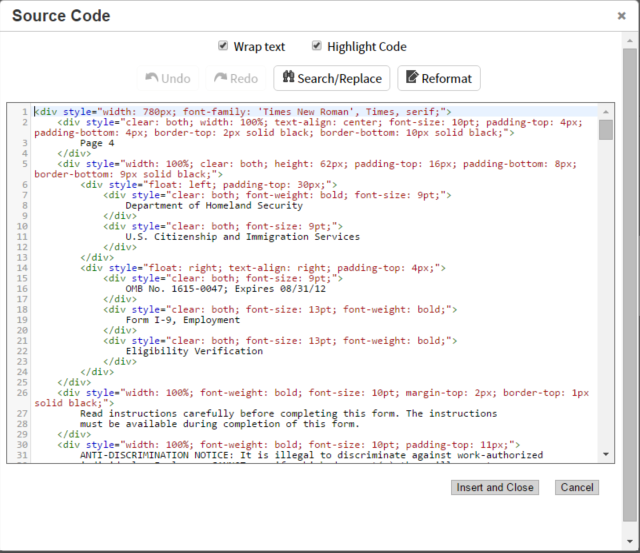 Source Code ×
Wrap text Highlight Code
Undo Redo Search/Replace Reformat
1 <div style="width: 780px; font-family: 'Times New Roman', Times, serif;">
2 <div style="clear: both; width: 100%; text-align: center; font-size: 10pt; padding-top: 4px;
padding-bottom: 4px; border-top: 2px solid black; border-bottom: 10px solid black;">
3 Page 4
4 </div>
5 <div style="width: 100%; clear: both; height: 62px; padding-top: 16px; padding-bottom: 8px;
border-bottom: 9px solid black;">
6 <div style="float: left; padding-top: 30px;">
7 <div style="clear: both; font-weight: bold; font-size: 9pt;">
8 Department of Homeland Security
9 </div>
10 <div style="clear: both; font-size: 9pt;">
11 U.S. Citizenship and Immigration Services
12 </div>
13 </div>
14 <div style="float: right; text-align: right; padding-top: 4px;">
15 <div style="clear: both; font-size: 9pt;">
16 OMB No. 1615-0047; Expires 08/31/12
17 </div>
18 <div style="clear: both; font-size: 13pt; font-weight: bold;">
19 Form I-9, Employment
20 </div>
21 <div style="clear: both; font-size: 13pt; font-weight: bold;">
22 Eligibility Verification
23 </div>
24 </div>
25 </div>
26 <div style="width: 100%; font-weight: bold; font-size: 10pt; margin-top: 2px; border-top: 1px
solid black;">
27 Read instructions carefully before completing this form. The instructions
28 must be available during completion of this form.
29 </div>
30 <div style="width: 100%; font-weight: bold; font-size: 10pt; padding-top: 11px;">
31 ANTI-DISCRIMINATION NOTICE: It is illegal to discriminate against work-authorized
Insert and Close Cancel